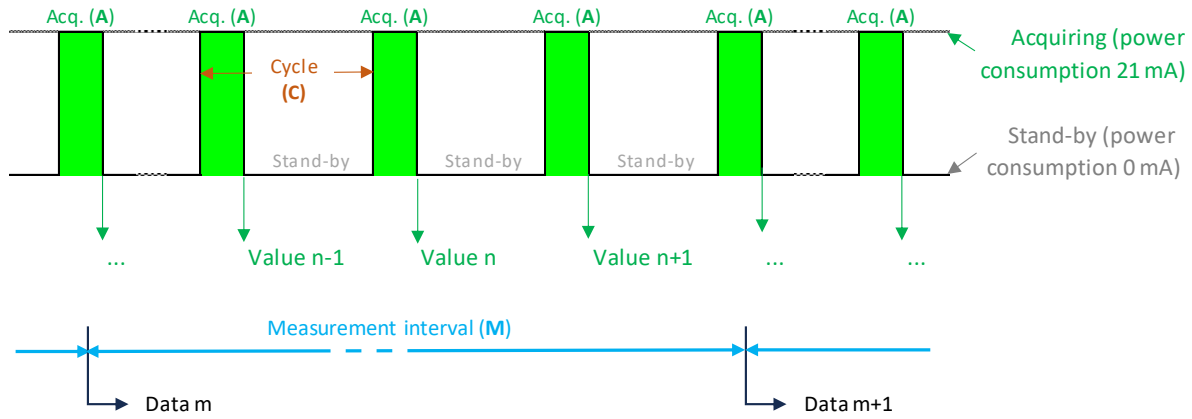 Acq. (A) Acq. (A) Acq. (A) Acq. (A) Acq. (A) Acq. (A)
Acquiring (power
consumption 21 mA)
Cycle
(C)
Stand-by Stand-by Stand-by
Stand-by (power
consumption 0 mA)
... Value n-1 Value n Value n+1 ... ...
Measurement interval (M)
Data m Data m+1